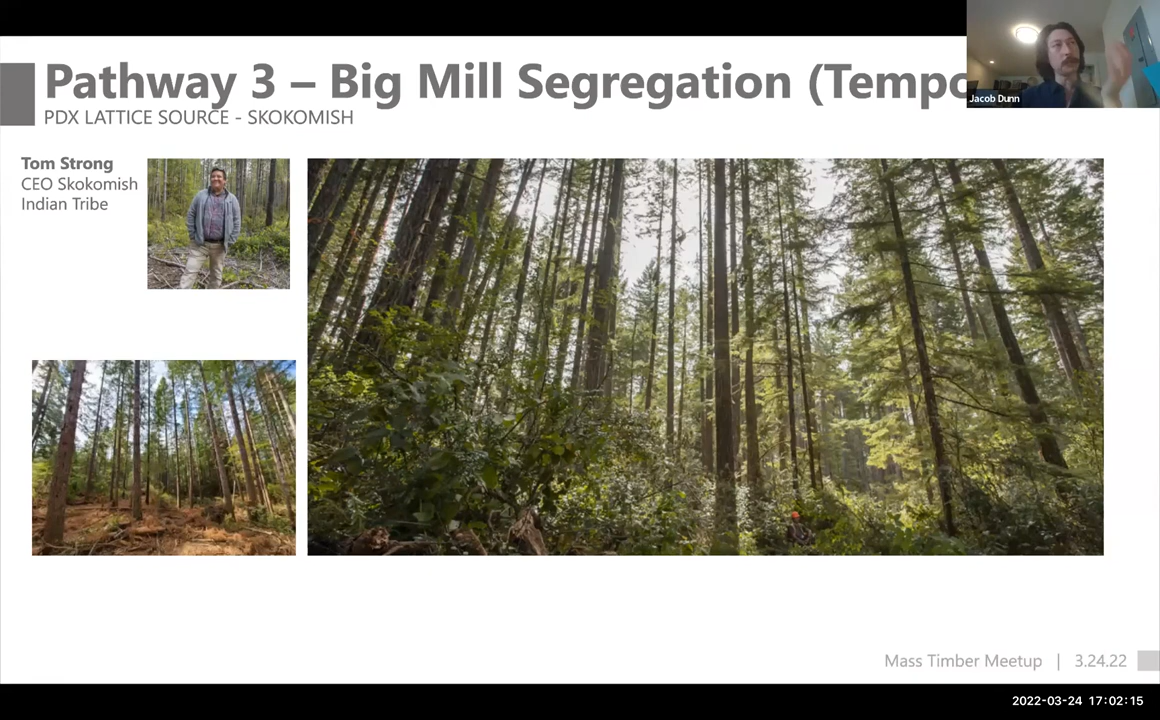 Pathway 3 – Big Mill Segregation (Tempo
PDX LATTICE SOURCE - SKOKOMISH
Jacob Dunn
Tom Strong
CEO Skokomish
Indian Tribe
Mass Timber Meetup | 3.24.22
2022-03-24 17:02:15